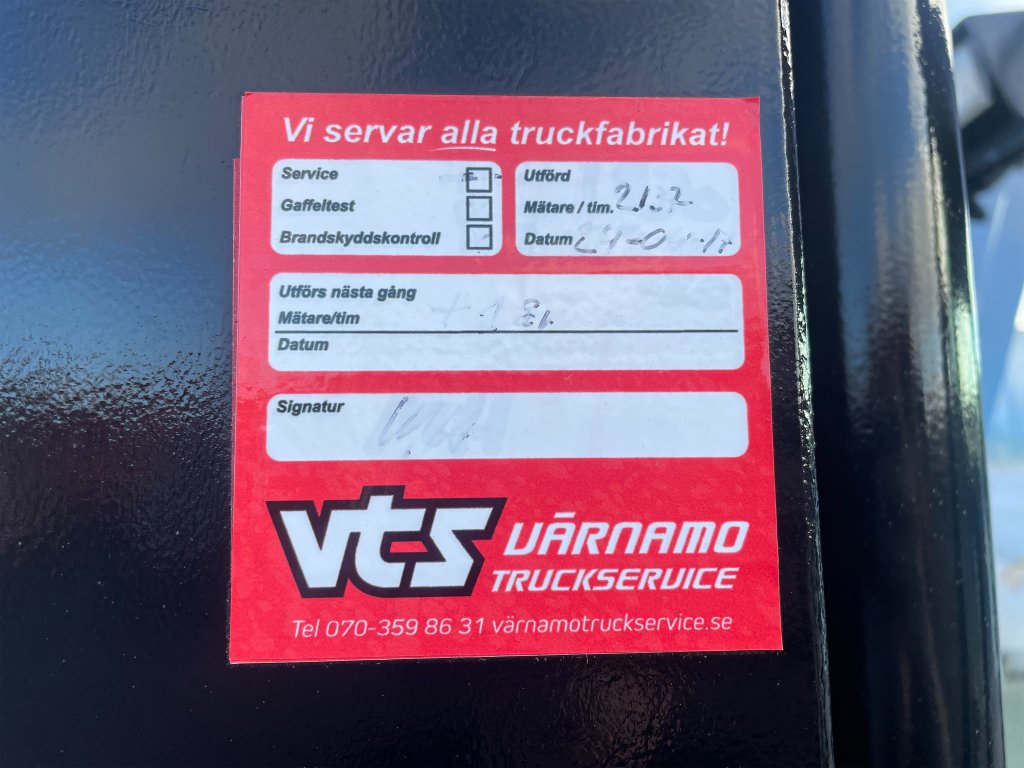 Vi servar alla truckfabrikat!
Service
Gaffeltest
Brandskyddskontroll
Utförd
Mätare / tim. 2137
Datum
Utförs nästa gång
Mätare/tim
Datum
Signatur
vts VÄRNAMO
TRUCKSERVICE
Tel 070-359 86 31 värnamotruckservice.se